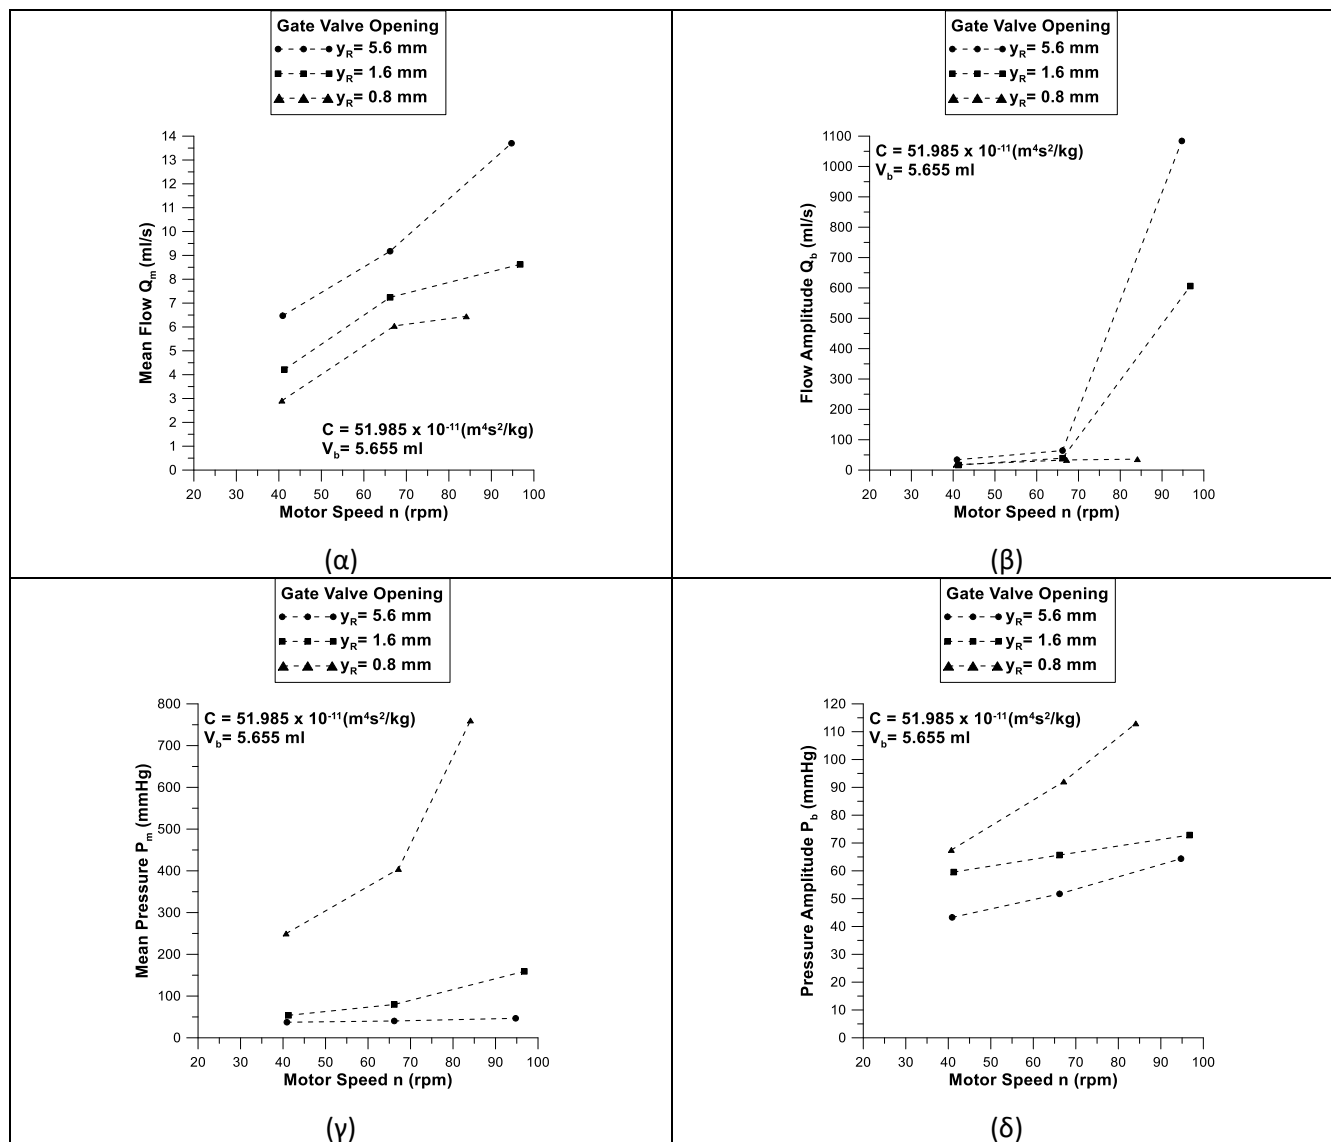 Gate Valve Opening
y_R= 5.6 mm
y_R= 1.6 mm
y_R= 0.8 mm
14
13
12
11
10
9
8
7
6
5
4
3
2
1
0
Mean Flow Q_m (ml/s)
C = 51.985 x 10⁻¹¹(m⁴s²/kg)
V_b= 5.655 ml
20 30 40 50 60 70 80 90 100
Motor Speed n (rpm)
(α)
Gate Valve Opening
y_R= 5.6 mm
y_R= 1.6 mm
y_R= 0.8 mm
1100
1000
900
800
700
600
500
400
300
200
100
0
Flow Amplitude Q_b (ml/s)
C = 51.985 x 10⁻¹¹(m⁴s²/kg)
V_b= 5.655 ml
20 30 40 50 60 70 80 90 100
Motor Speed n (rpm)
(β)
Gate Valve Opening
y_R= 5.6 mm
y_R= 1.6 mm
y_R= 0.8 mm
800
700
600
500
400
300
200
100
0
Mean Pressure P_m (mmHg)
C = 51.985 x 10⁻¹¹(m⁴s²/kg)
V_b= 5.655 ml
20 30 40 50 60 70 80 90 100
Motor Speed n (rpm)
(γ)
Gate Valve Opening
y_R= 5.6 mm
y_R= 1.6 mm
y_R= 0.8 mm
120
110
100
90
80
70
60
50
40
30
20
10
0
Pressure Amplitude P_b (mmHg)
C = 51.985 x 10⁻¹¹(m⁴s²/kg)
V_b= 5.655 ml
20 30 40 50 60 70 80 90 100
Motor Speed n (rpm)
(δ)